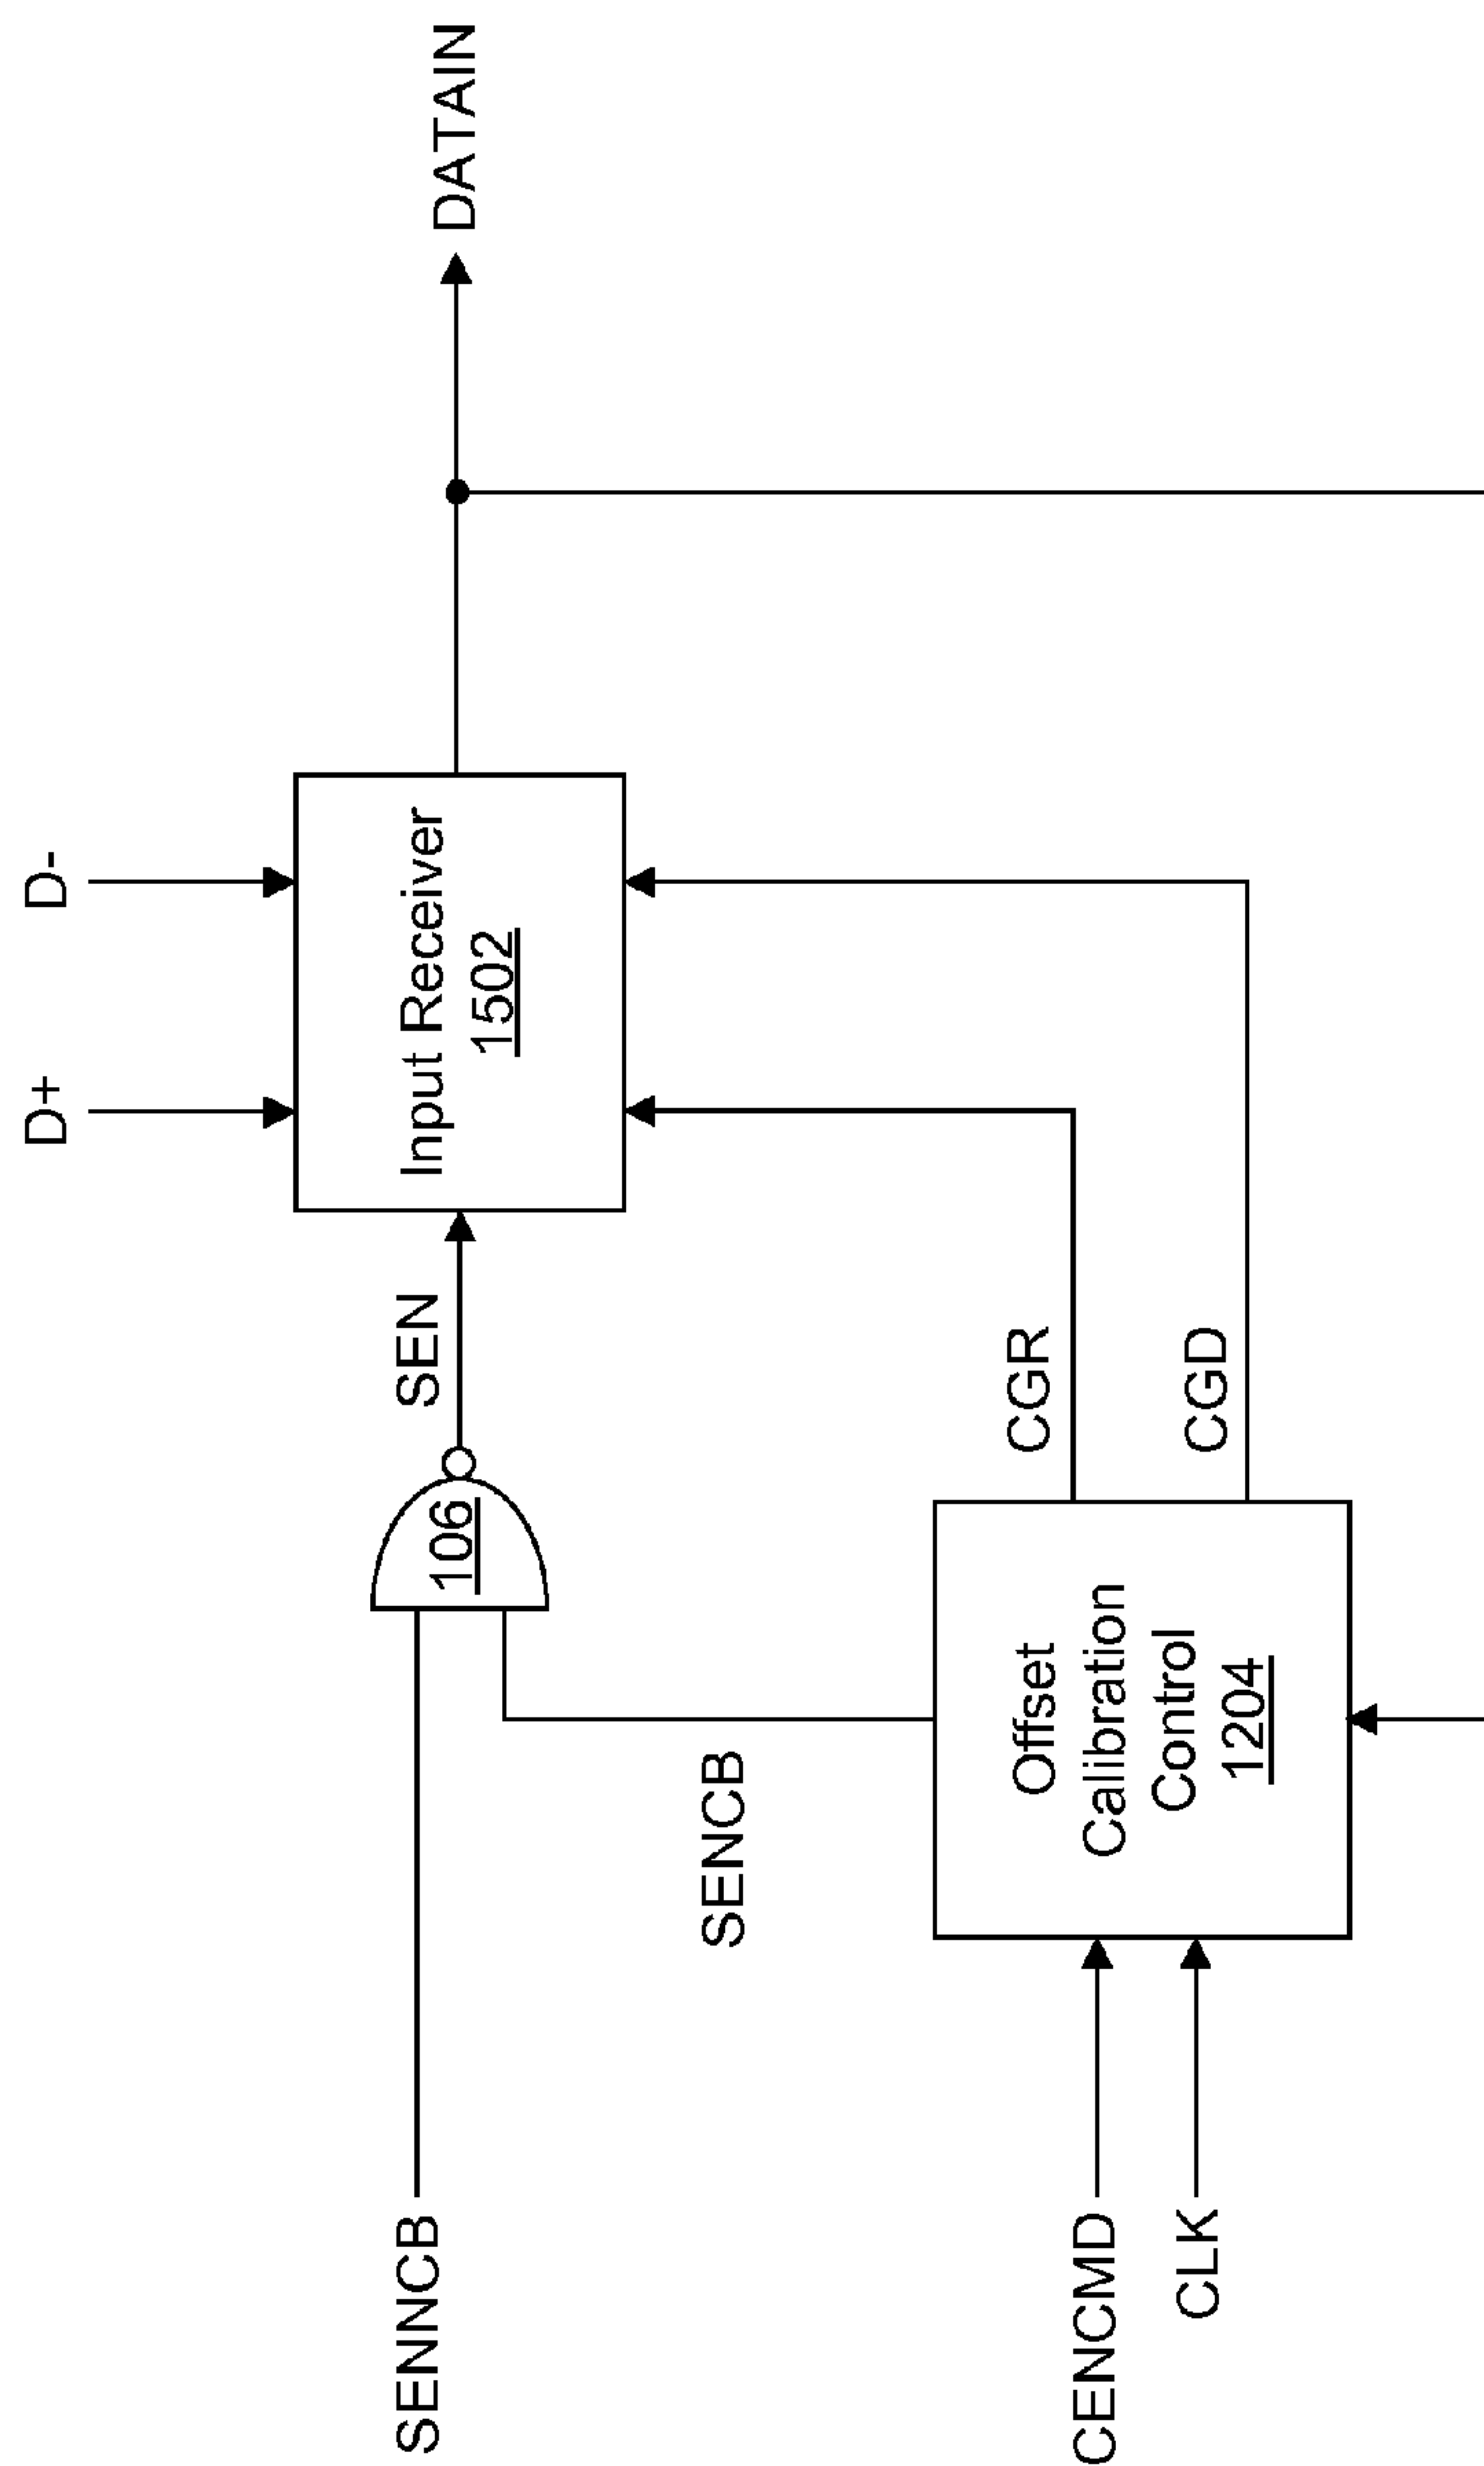 D+
D-
SENNCB
106
SEN
Input Receiver
1502
DATAIN
SENCB
CGR
CGD
CENCMD
CLK
Offset
Calibration
Control
1204